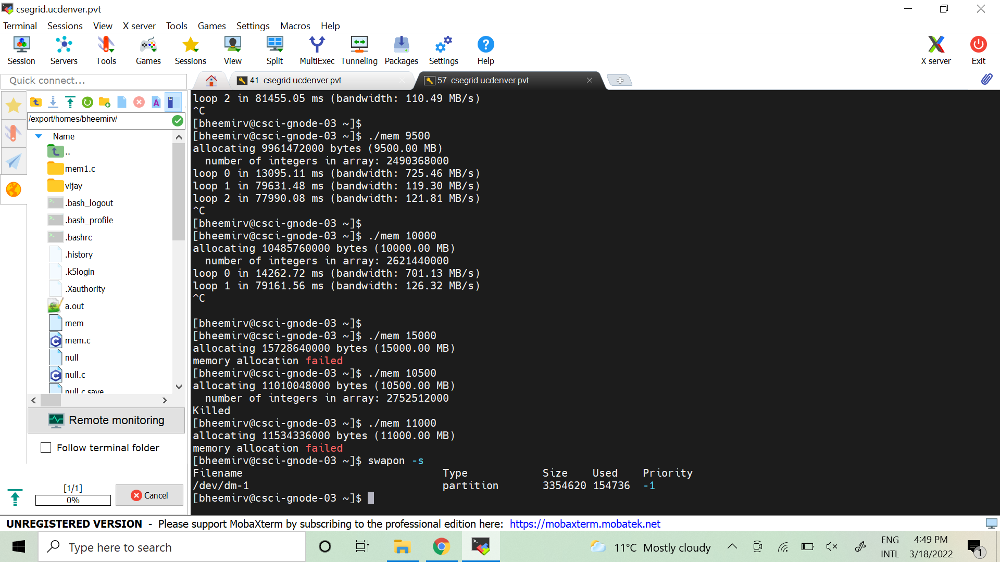 csegrid.ucdenver.pvt
Terminal Sessions View X server Tools Games Settings Macros Help
Session Servers Tools Games Sessions View Split MultiExec Tunneling Packages Settings Help X server Exit
Quick connect...
41. csegrid.ucdenver.pvt
57. csegrid.ucdenver.pvt
/export/homes/bheemirv/
Name
..
mem1.c
vijay
.bash_logout
.bash_profile
.bashrc
.history
.k5login
.Xauthority
a.out
mem
mem.c
null
null.c
null.c.save
Remote monitoring
Follow terminal folder
[1/1]
0%
Cancel
loop 2 in 81455.05 ms (bandwidth: 110.49 MB/s)
^C
[bheemirv@csci-gnode-03 ~]$
[bheemirv@csci-gnode-03 ~]$ ./mem 9500
allocating 9961472000 bytes (9500.00 MB)
  number of integers in array: 2490368000
loop 0 in 13095.11 ms (bandwidth: 725.46 MB/s)
loop 1 in 79631.48 ms (bandwidth: 119.30 MB/s)
loop 2 in 77990.08 ms (bandwidth: 121.81 MB/s)
^C
[bheemirv@csci-gnode-03 ~]$
[bheemirv@csci-gnode-03 ~]$ ./mem 10000
allocating 10485760000 bytes (10000.00 MB)
  number of integers in array: 2621440000
loop 0 in 14262.72 ms (bandwidth: 701.13 MB/s)
loop 1 in 79161.56 ms (bandwidth: 126.32 MB/s)
^C
[bheemirv@csci-gnode-03 ~]$
[bheemirv@csci-gnode-03 ~]$ ./mem 15000
allocating 15728640000 bytes (15000.00 MB)
memory allocation failed
[bheemirv@csci-gnode-03 ~]$ ./mem 10500
allocating 11010048000 bytes (10500.00 MB)
  number of integers in array: 2752512000
Killed
[bheemirv@csci-gnode-03 ~]$ ./mem 11000
allocating 11534336000 bytes (11000.00 MB)
memory allocation failed
[bheemirv@csci-gnode-03 ~]$ swapon -s
Filename Type Size Used Priority
/dev/dm-1 partition 3354620 154736 -1
[bheemirv@csci-gnode-03 ~]$
UNREGISTERED VERSION - Please support MobaXterm by subscribing to the professional edition here: https://mobaxterm.mobatek.net
Type here to search
11°C Mostly cloudy
ENG
INTL
4:49 PM
3/18/2022
1